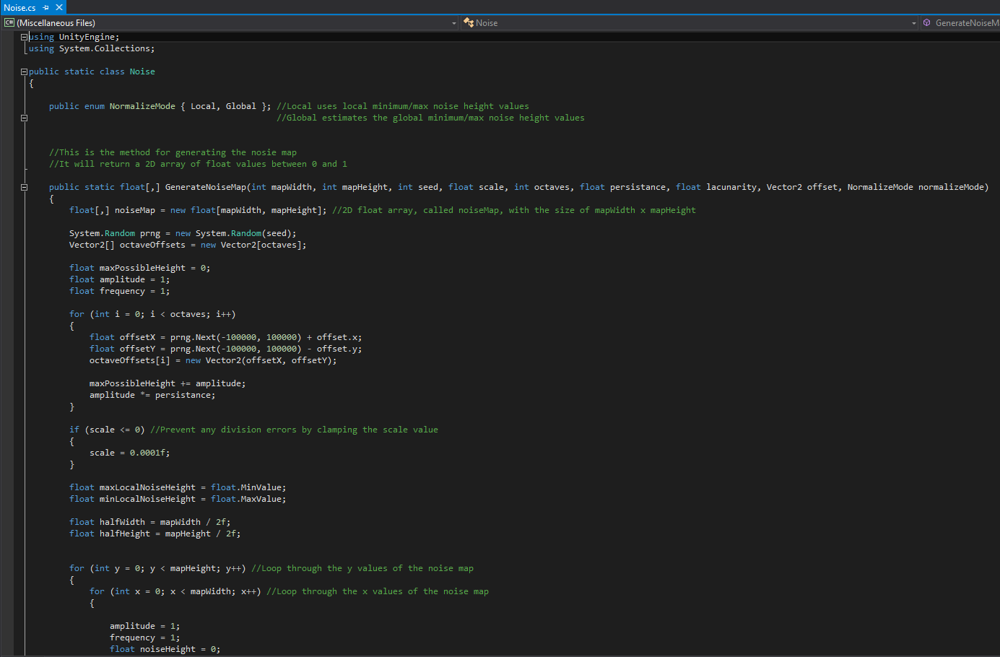 Noise.cs
(Miscellaneous Files) Noise GenerateNoiseM
using UnityEngine;
using System.Collections;
public static class Noise
{
public enum NormalizeMode { Local, Global }; //Local uses local minimum/max noise height values
//Global estimates the global minimum/max noise height values
//This is the method for generating the nosie map
//It will return a 2D array of float values between 0 and 1
public static float[,] GenerateNoiseMap(int mapWidth, int mapHeight, int seed, float scale, int octaves, float persistance, float lacunarity, Vector2 offset, NormalizeMode normalizeMode)
{
float[,] noiseMap = new float[mapWidth, mapHeight]; //2D float array, called noiseMap, with the size of mapWidth x mapHeight
System.Random prng = new System.Random(seed);
Vector2[] octaveOffsets = new Vector2[octaves];
float maxPossibleHeight = 0;
float amplitude = 1;
float frequency = 1;
for (int i = 0; i < octaves; i++)
{
float offsetX = prng.Next(-100000, 100000) + offset.x;
float offsetY = prng.Next(-100000, 100000) - offset.y;
octaveOffsets[i] = new Vector2(offsetX, offsetY);
maxPossibleHeight += amplitude;
amplitude *= persistance;
}
if (scale <= 0) //Prevent any division errors by clamping the scale value
{
scale = 0.0001f;
}
float maxLocalNoiseHeight = float.MinValue;
float minLocalNoiseHeight = float.MaxValue;
float halfWidth = mapWidth / 2f;
float halfHeight = mapHeight / 2f;
for (int y = 0; y < mapHeight; y++) //Loop through the y values of the noise map
{
for (int x = 0; x < mapWidth; x++) //Loop through the x values of the noise map
{
amplitude = 1;
frequency = 1;
float noiseHeight = 0;